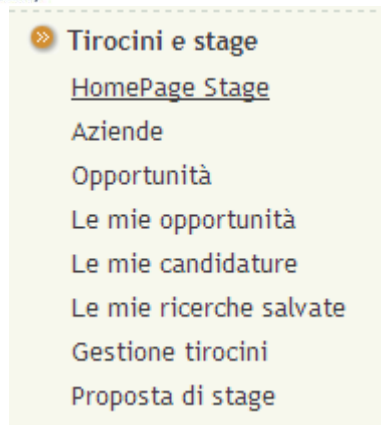 Tirocini e stage
HomePage Stage
Aziende
Opportunità
Le mie opportunità
Le mie candidature
Le mie ricerche salvate
Gestione tirocini
Proposta di stage